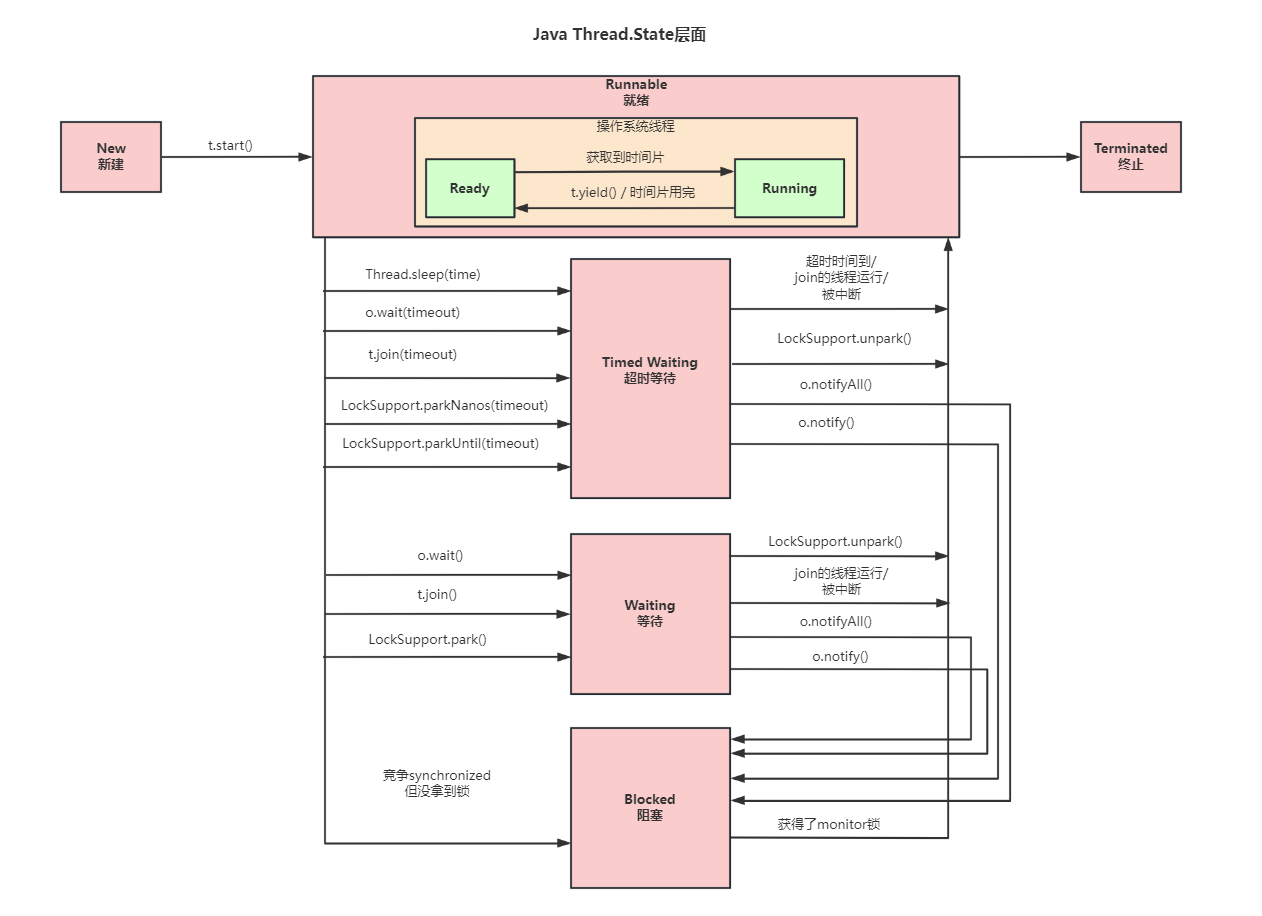 Java Thread.State层面
Runnable
就绪
操作系统线程
New
新建
t.start()
获取到时间片
Ready
Running
t.yield() / 时间片用完
Terminated
终止
Thread.sleep(time)
o.wait(timeout)
t.join(timeout)
LockSupport.parkNanos(timeout)
LockSupport.parkUntil(timeout)
Timed Waiting
超时等待
超时时间到/
join的线程运行/
被中断
LockSupport.unpark()
o.notifyAll()
o.notify()
o.wait()
t.join()
LockSupport.park()
Waiting
等待
LockSupport.unpark()
join的线程运行/
被中断
o.notifyAll()
o.notify()
竞争synchronized
但没拿到锁
Blocked
阻塞
获得了monitor锁